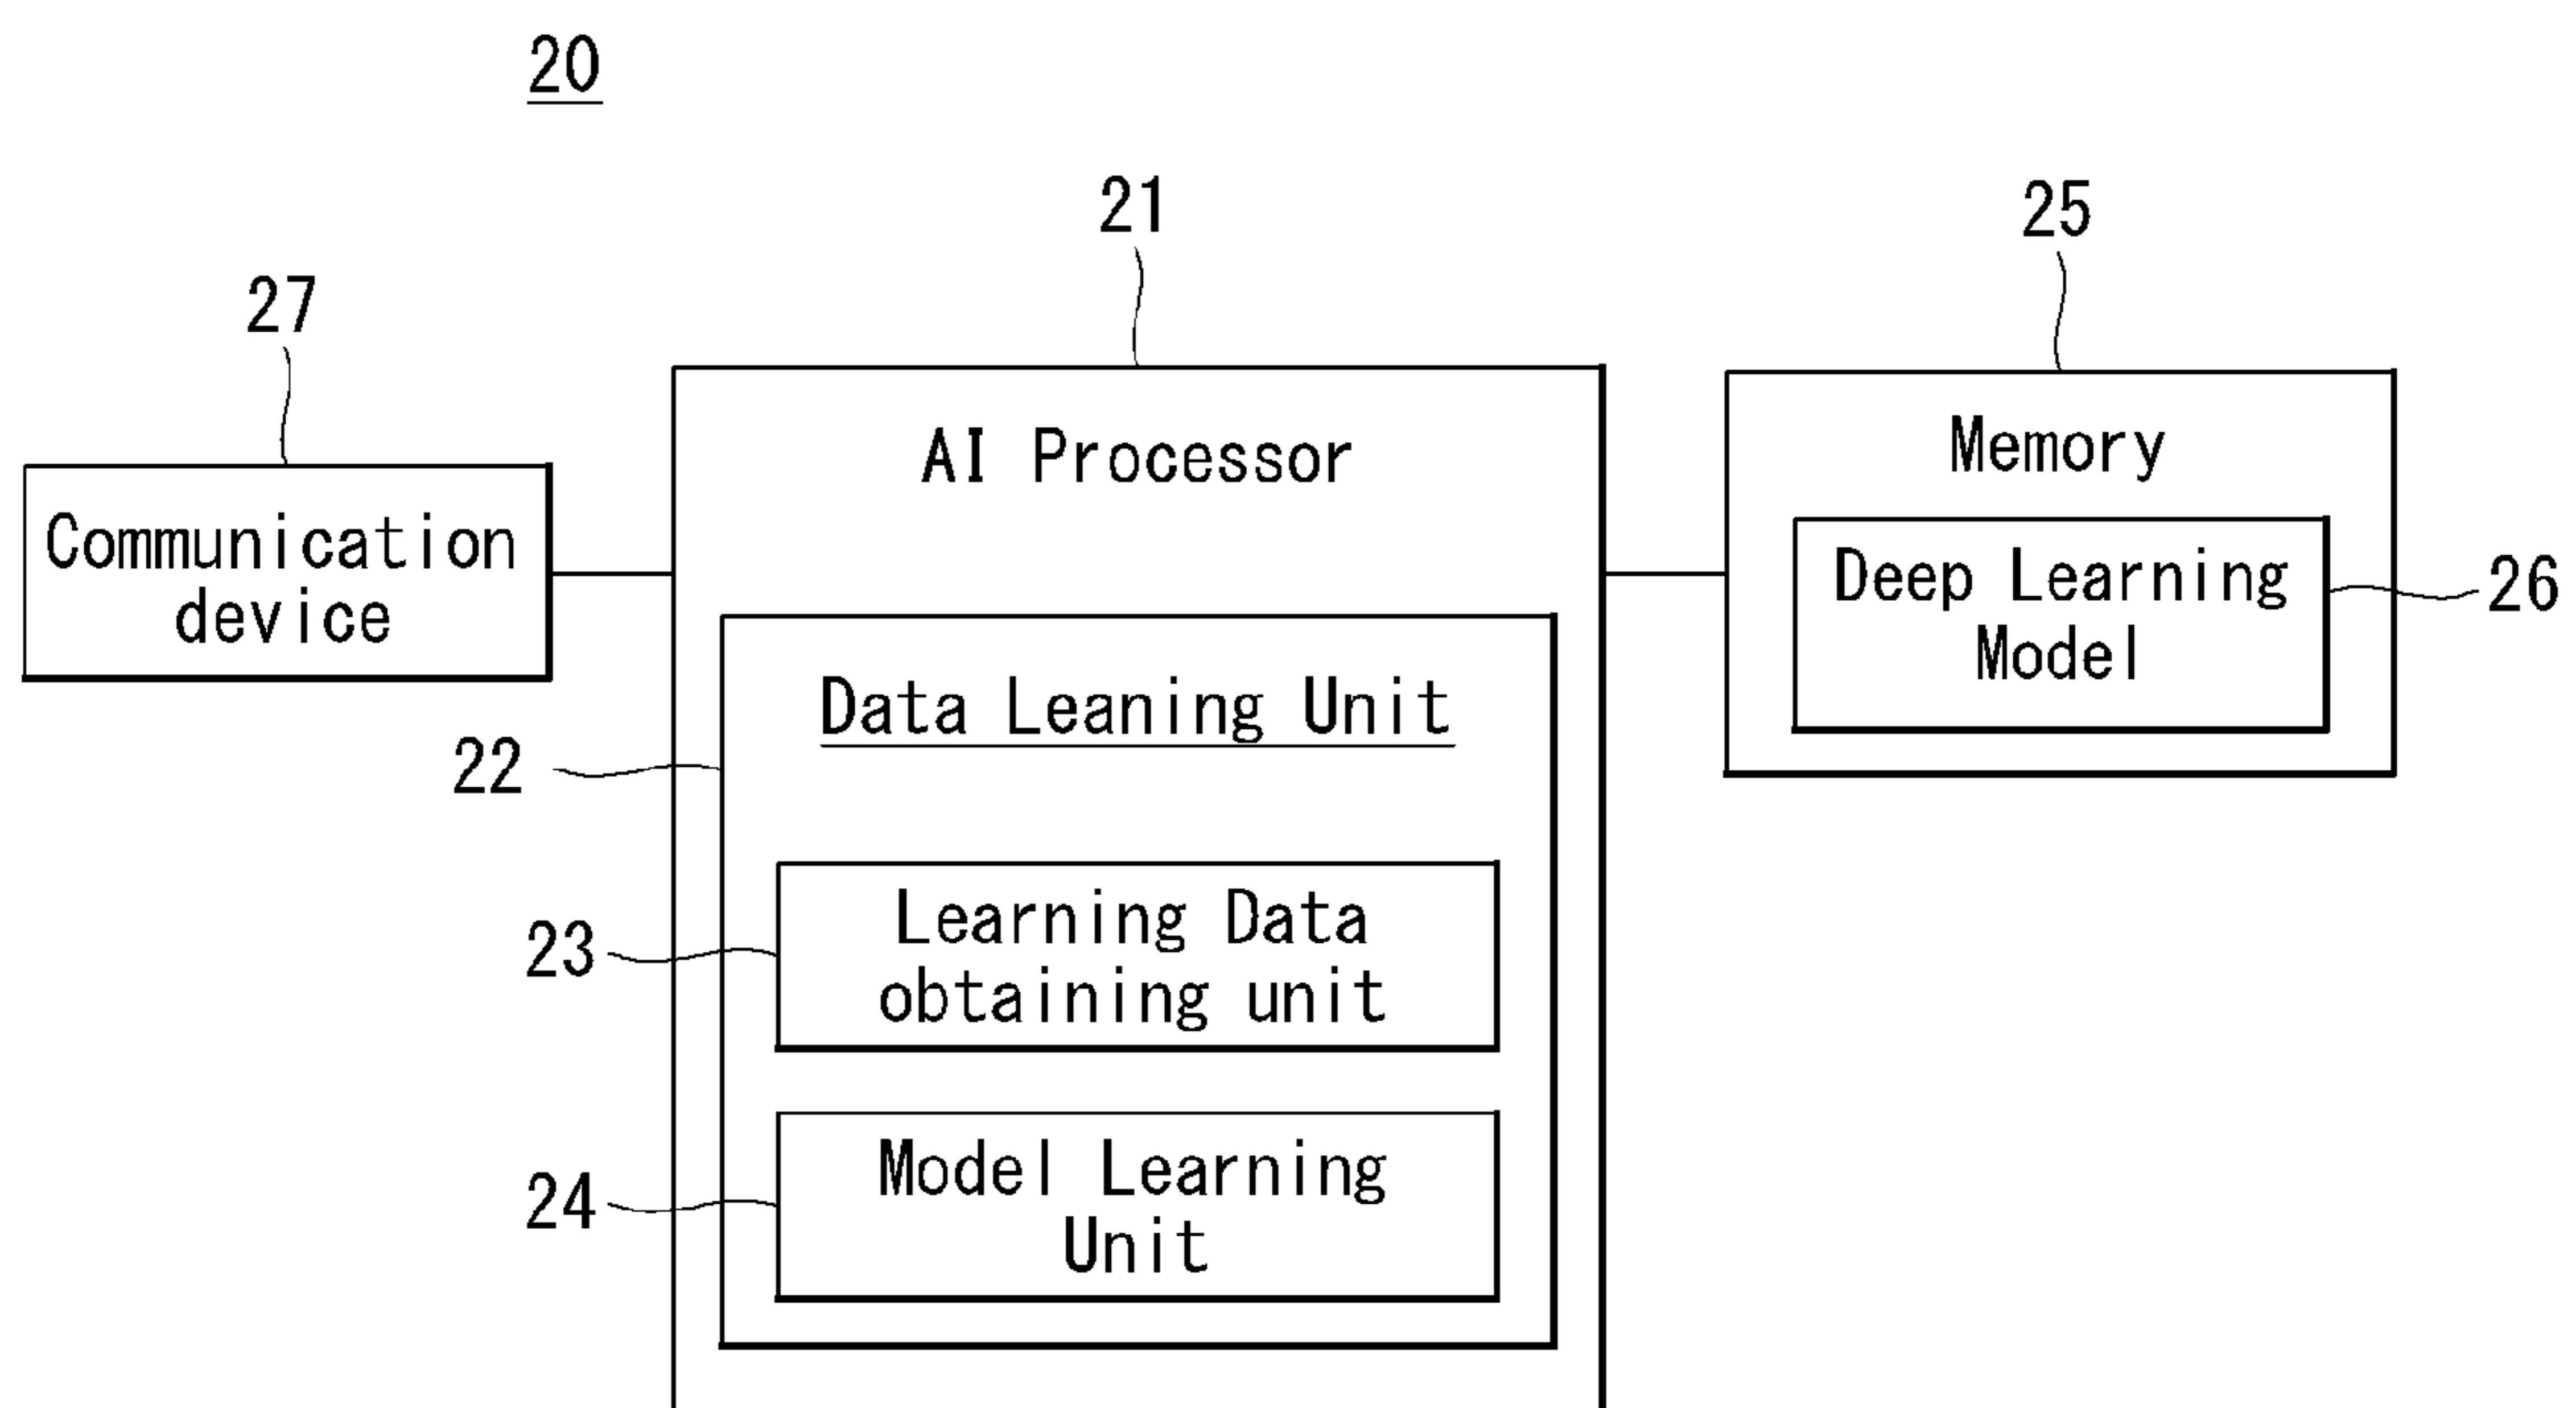 20
21
25
27
AI Processor
Memory
Communication
device
Deep Learning
Model
26
Data Leaning Unit
22
Learning Data
obtaining unit
23
Model Learning
Unit
24